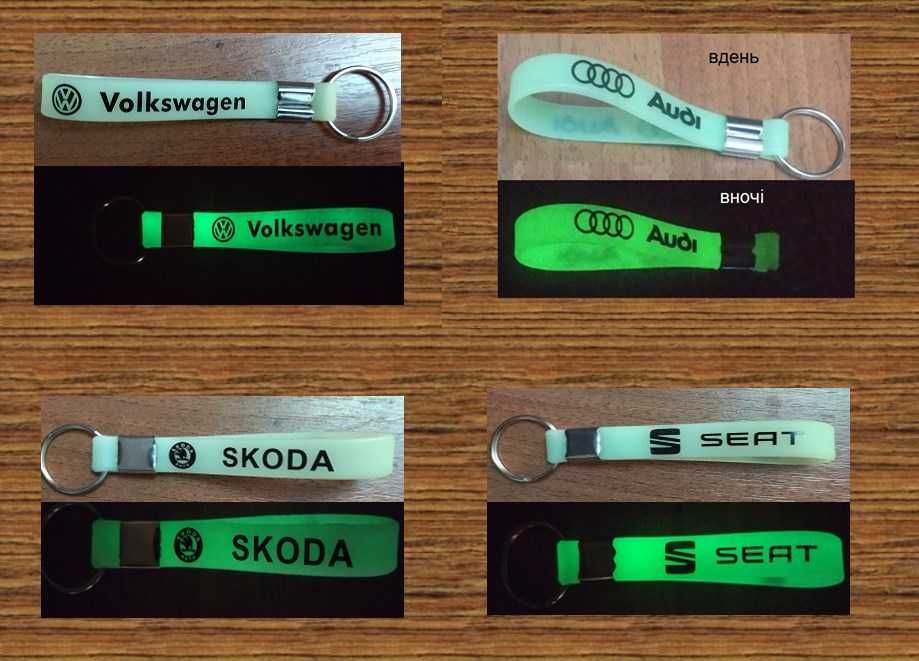 Volkswagen
Volkswagen
вдень
Audi
вночі
Audi
SKODA
SKODA
SEAT
SEAT